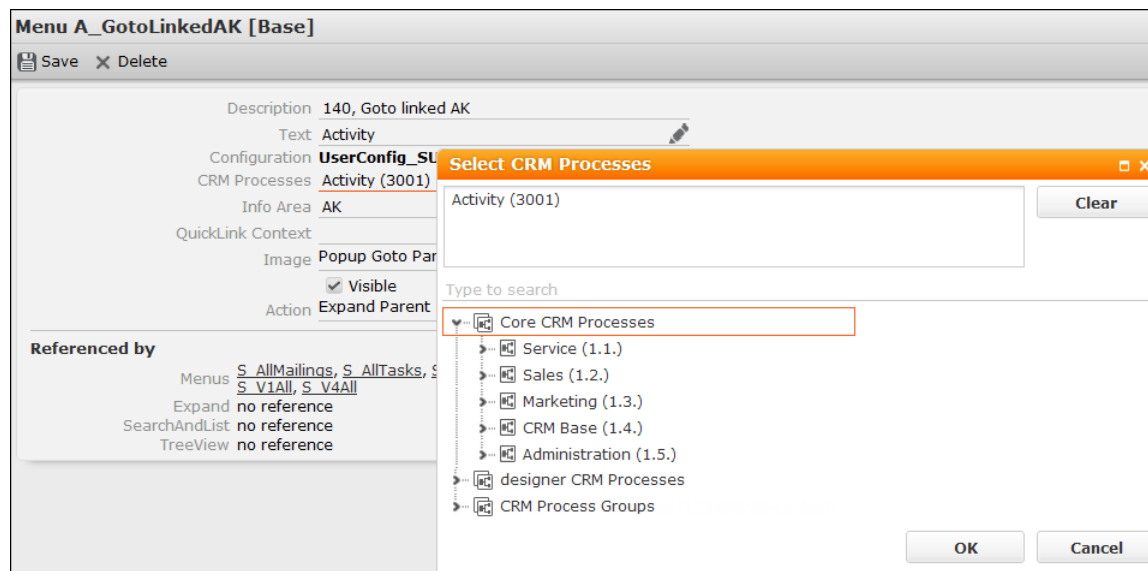 Menu A_GotoLinkedAK [Base]
Save Delete
Description 140, Goto linked AK
Text Activity
Configuration UserConfig_SU
CRM Processes Activity (3001)
Info Area AK
QuickLink Context
Image Popup Goto Par
Visible
Action Expand Parent
Referenced by
Menus S_AllMailings, S_AllTasks, S
S_V1All, S_V4All
Expand no reference
SearchAndList no reference
TreeView no reference
Select CRM Processes
Activity (3001)
Clear
Type to search
Core CRM Processes
Service (1.1.)
Sales (1.2.)
Marketing (1.3.)
CRM Base (1.4.)
Administration (1.5.)
designer CRM Processes
CRM Process Groups
OK Cancel